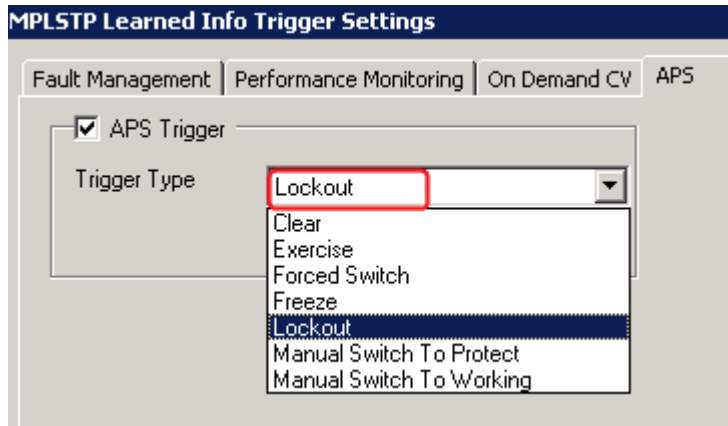 MPLSTP Learned Info Trigger Settings
Fault Management Performance Monitoring On Demand CV APS
APS Trigger
Trigger Type Lockout
Clear
Exercise
Forced Switch
Freeze
Lockout
Manual Switch To Protect
Manual Switch To Working